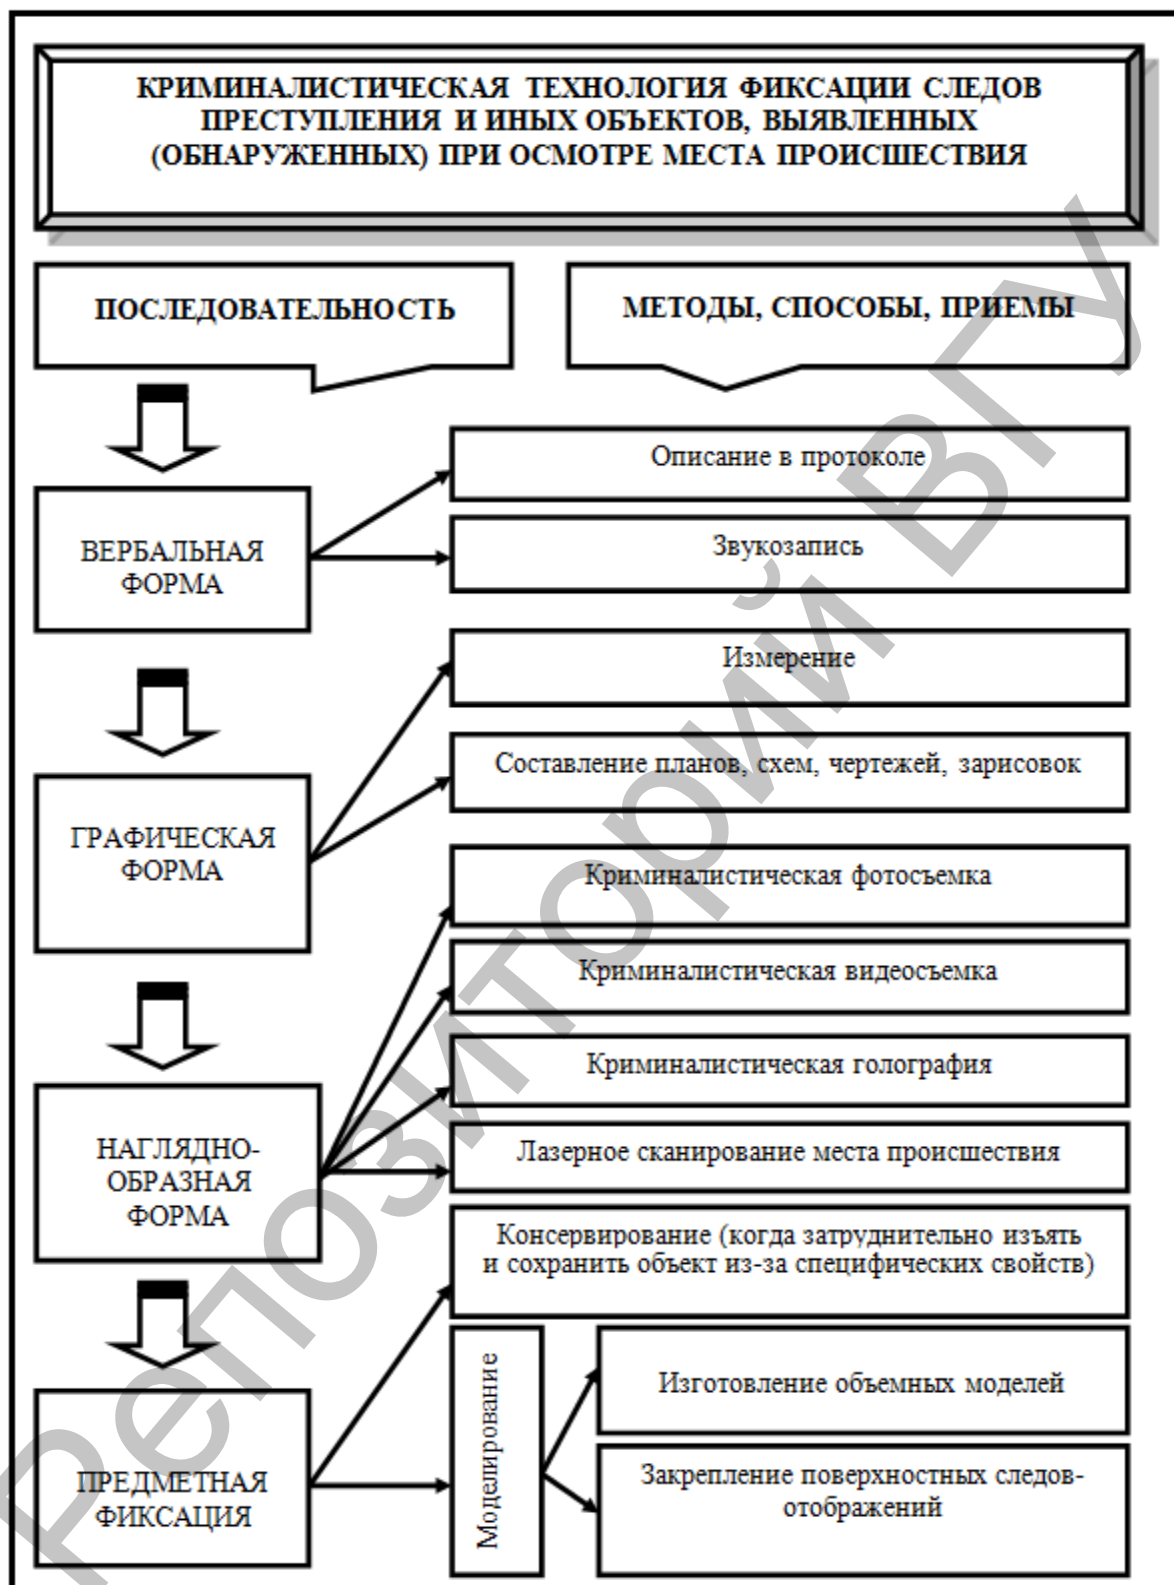 КРИМИНАЛИСТИЧЕСКАЯ ТЕХНОЛОГИЯ ФИКСАЦИИ СЛЕДОВ
ПРЕСТУПЛЕНИЯ И ИНЫХ ОБЪЕКТОВ, ВЫЯВЛЕННЫХ
(ОБНАРУЖЕННЫХ) ПРИ ОСМОТРЕ МЕСТА ПРОИСШЕСТВИЯ
ПОСЛЕДОВАТЕЛЬНОСТЬ
МЕТОДЫ, СПОСОБЫ, ПРИЕМЫ
ВЕРБАЛЬНАЯ
ФОРМА
Описание в протоколе
Звукозапись
ГРАФИЧЕСКАЯ
ФОРМА
Измерение
Составление планов, схем, чертежей, зарисовок
НАГЛЯДНО-
ОБРАЗНАЯ
ФОРМА
Криминалистическая фотосъемка
Криминалистическая видеосъемка
Криминалистическая голография
Лазерное сканирование места происшествия
ПРЕДМЕТНАЯ
ФИКСАЦИЯ
Консервирование (когда затруднительно изъять
и сохранить объект из-за специфических свойств)
Моделирование
Изготовление объемных моделей
Закрепление поверхностных следов-
отображений
Репозиторий ВГУ